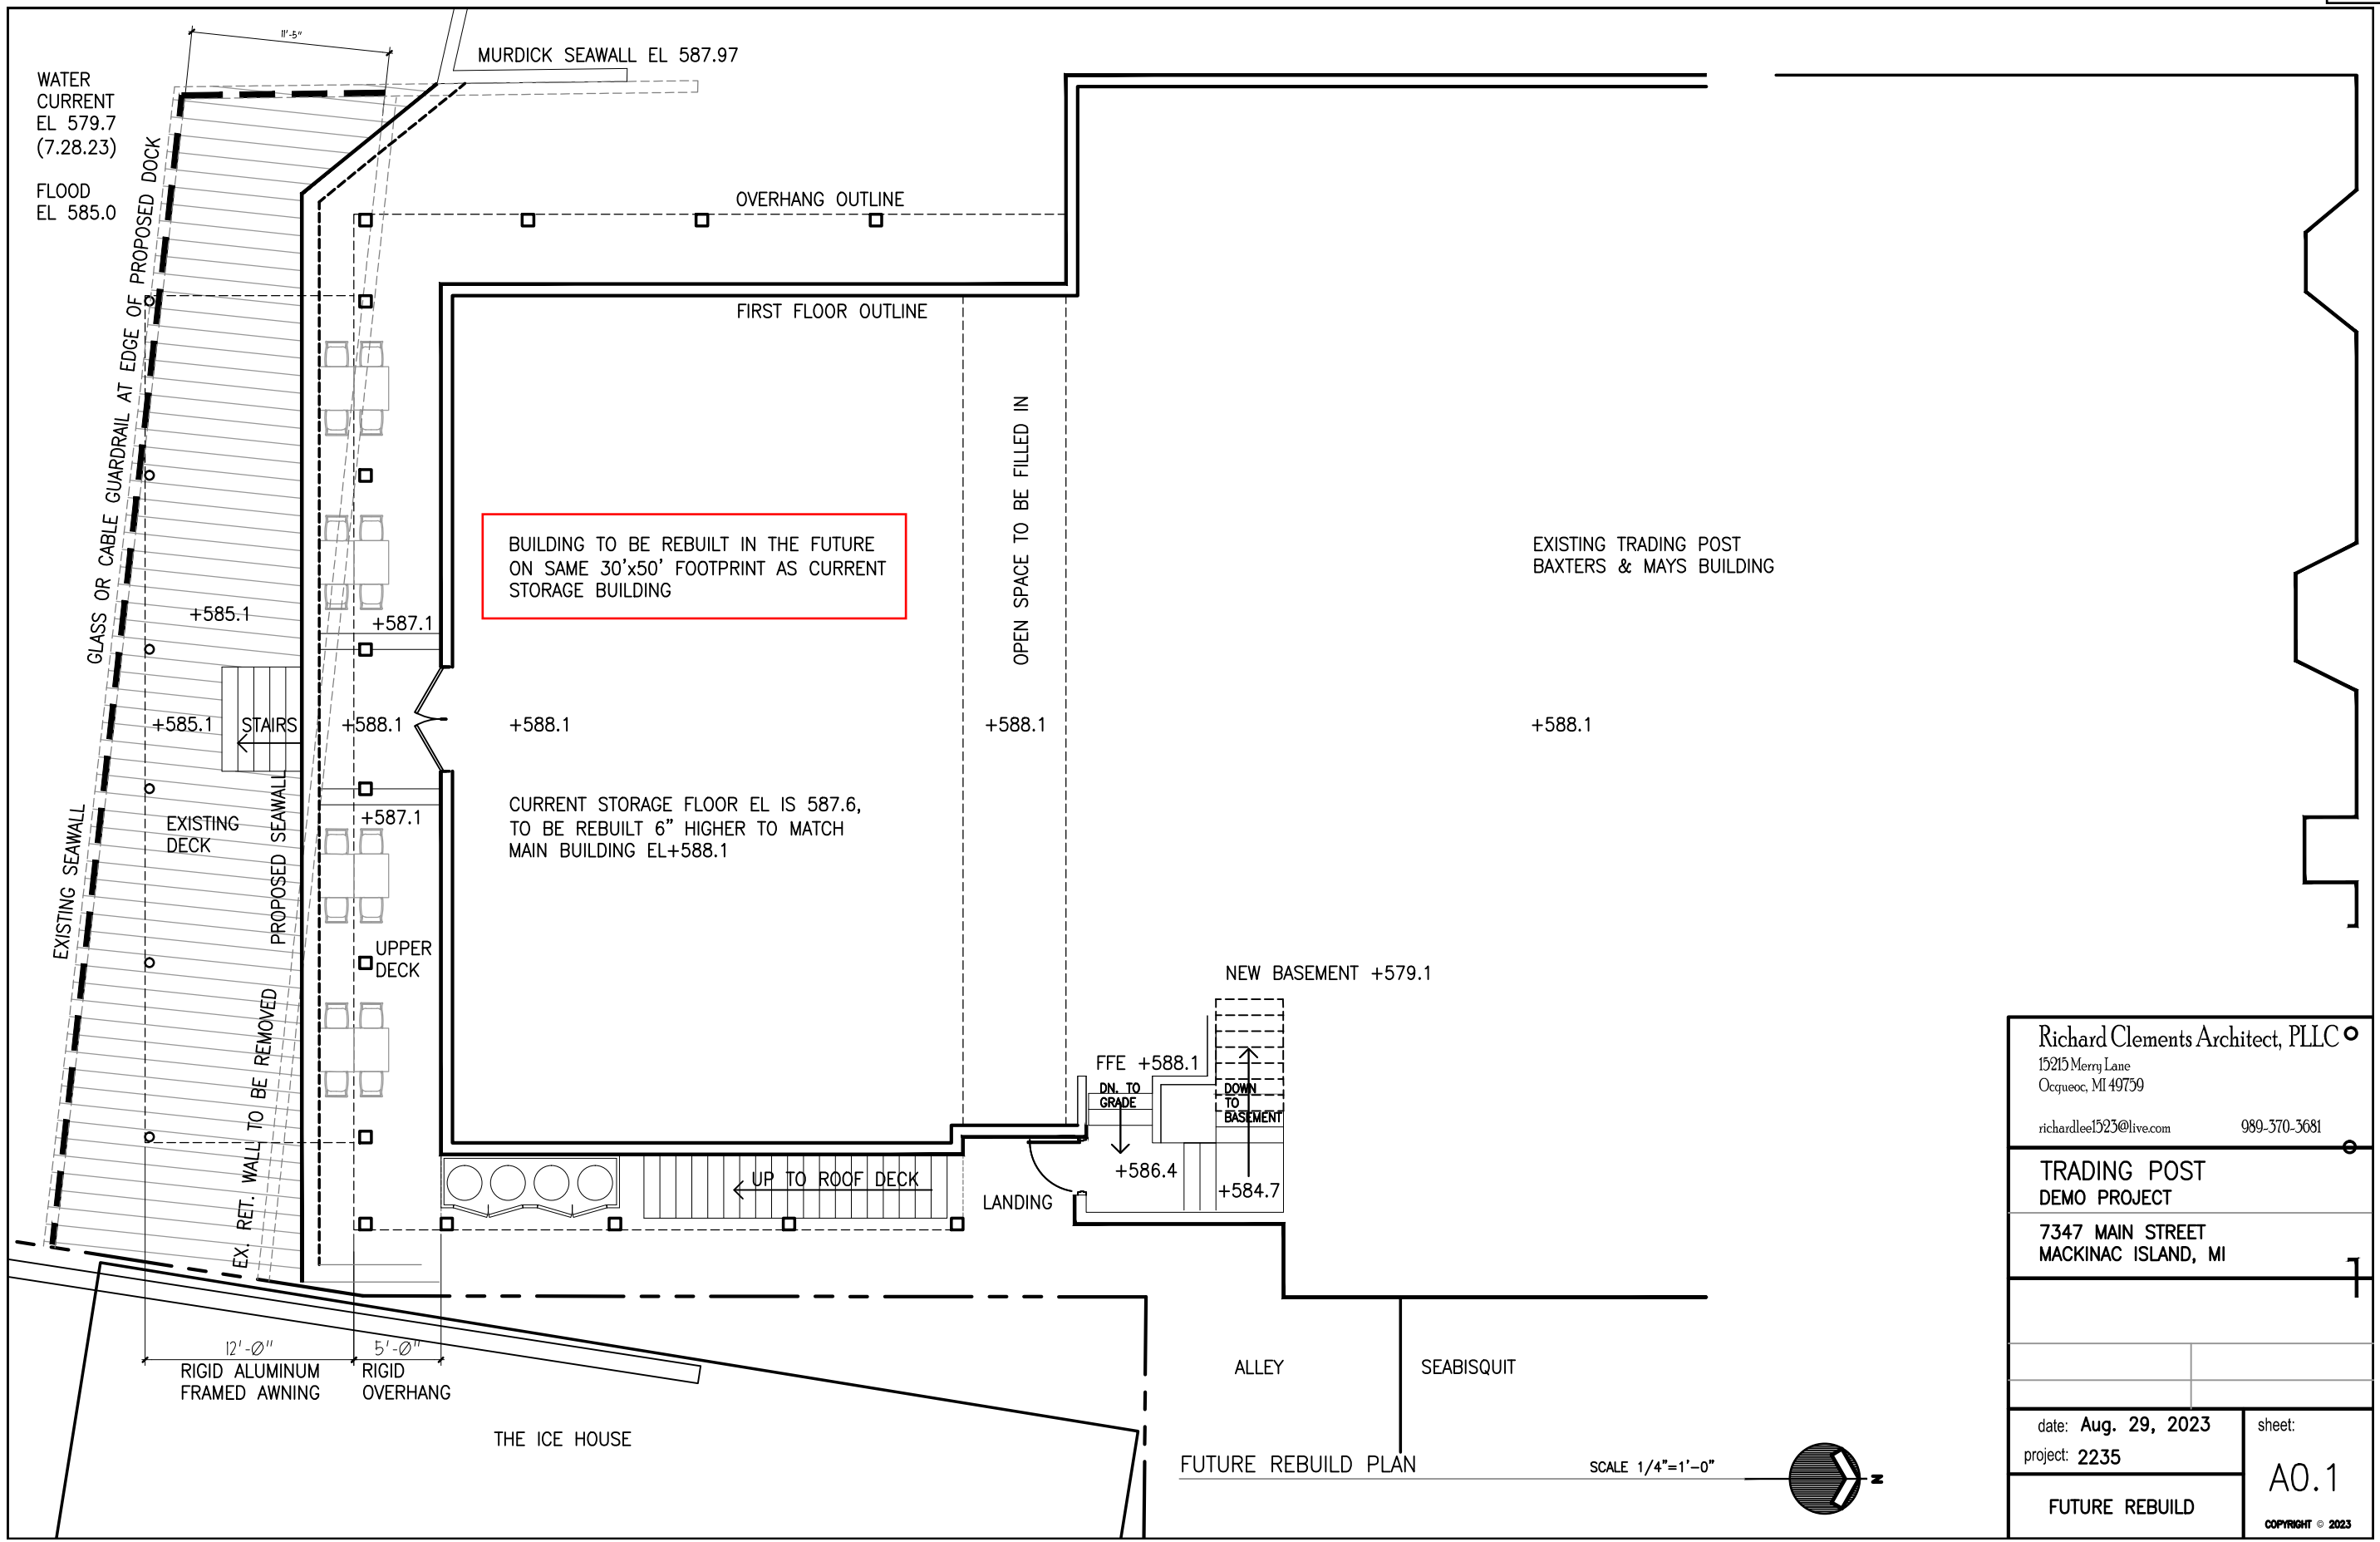 11'-5"
MURDICK SEAWALL EL 587.97
WATER
CURRENT
EL 579.7
(7.28.23)
FLOOD
EL 585.0
GLASS OR CABLE GUARDRAIL AT EDGE OF PROPOSED DOCK
OVERHANG OUTLINE
FIRST FLOOR OUTLINE
OPEN SPACE TO BE FILLED IN
BUILDING TO BE REBUILT IN THE FUTURE
ON SAME 30'x50' FOOTPRINT AS CURRENT
STORAGE BUILDING
EXISTING TRADING POST
BAXTERS & MAYS BUILDING
+585.1
+587.1
+585.1
STAIRS
+588.1
+588.1
+588.1
+588.1
+587.1
EXISTING
DECK
EXISTING SEAWALL
PROPOSED SEAWALL
CURRENT STORAGE FLOOR EL IS 587.6,
TO BE REBUILT 6" HIGHER TO MATCH
MAIN BUILDING EL+588.1
UPPER
DECK
EX. RET. WALL TO BE REMOVED
NEW BASEMENT +579.1
FFE +588.1
DN. TO
GRADE
DOWN
TO
BASEMENT
+586.4
+584.7
UP TO ROOF DECK
LANDING
12'-0"
RIGID ALUMINUM
FRAMED AWNING
5'-0"
RIGID
OVERHANG
THE ICE HOUSE
ALLEY
SEABISQUIT
FUTURE REBUILD PLAN
SCALE 1/4"=1'-0"
N
Richard Clements Architect, PLLC
15215 Merry Lane
Ocqueoc, MI 49759
richardlee1523@live.com 989-370-3681
TRADING POST
DEMO PROJECT
7347 MAIN STREET
MACKINAC ISLAND, MI
date: Aug. 29, 2023
project: 2235
FUTURE REBUILD
sheet:
A0.1
COPYRIGHT © 2023